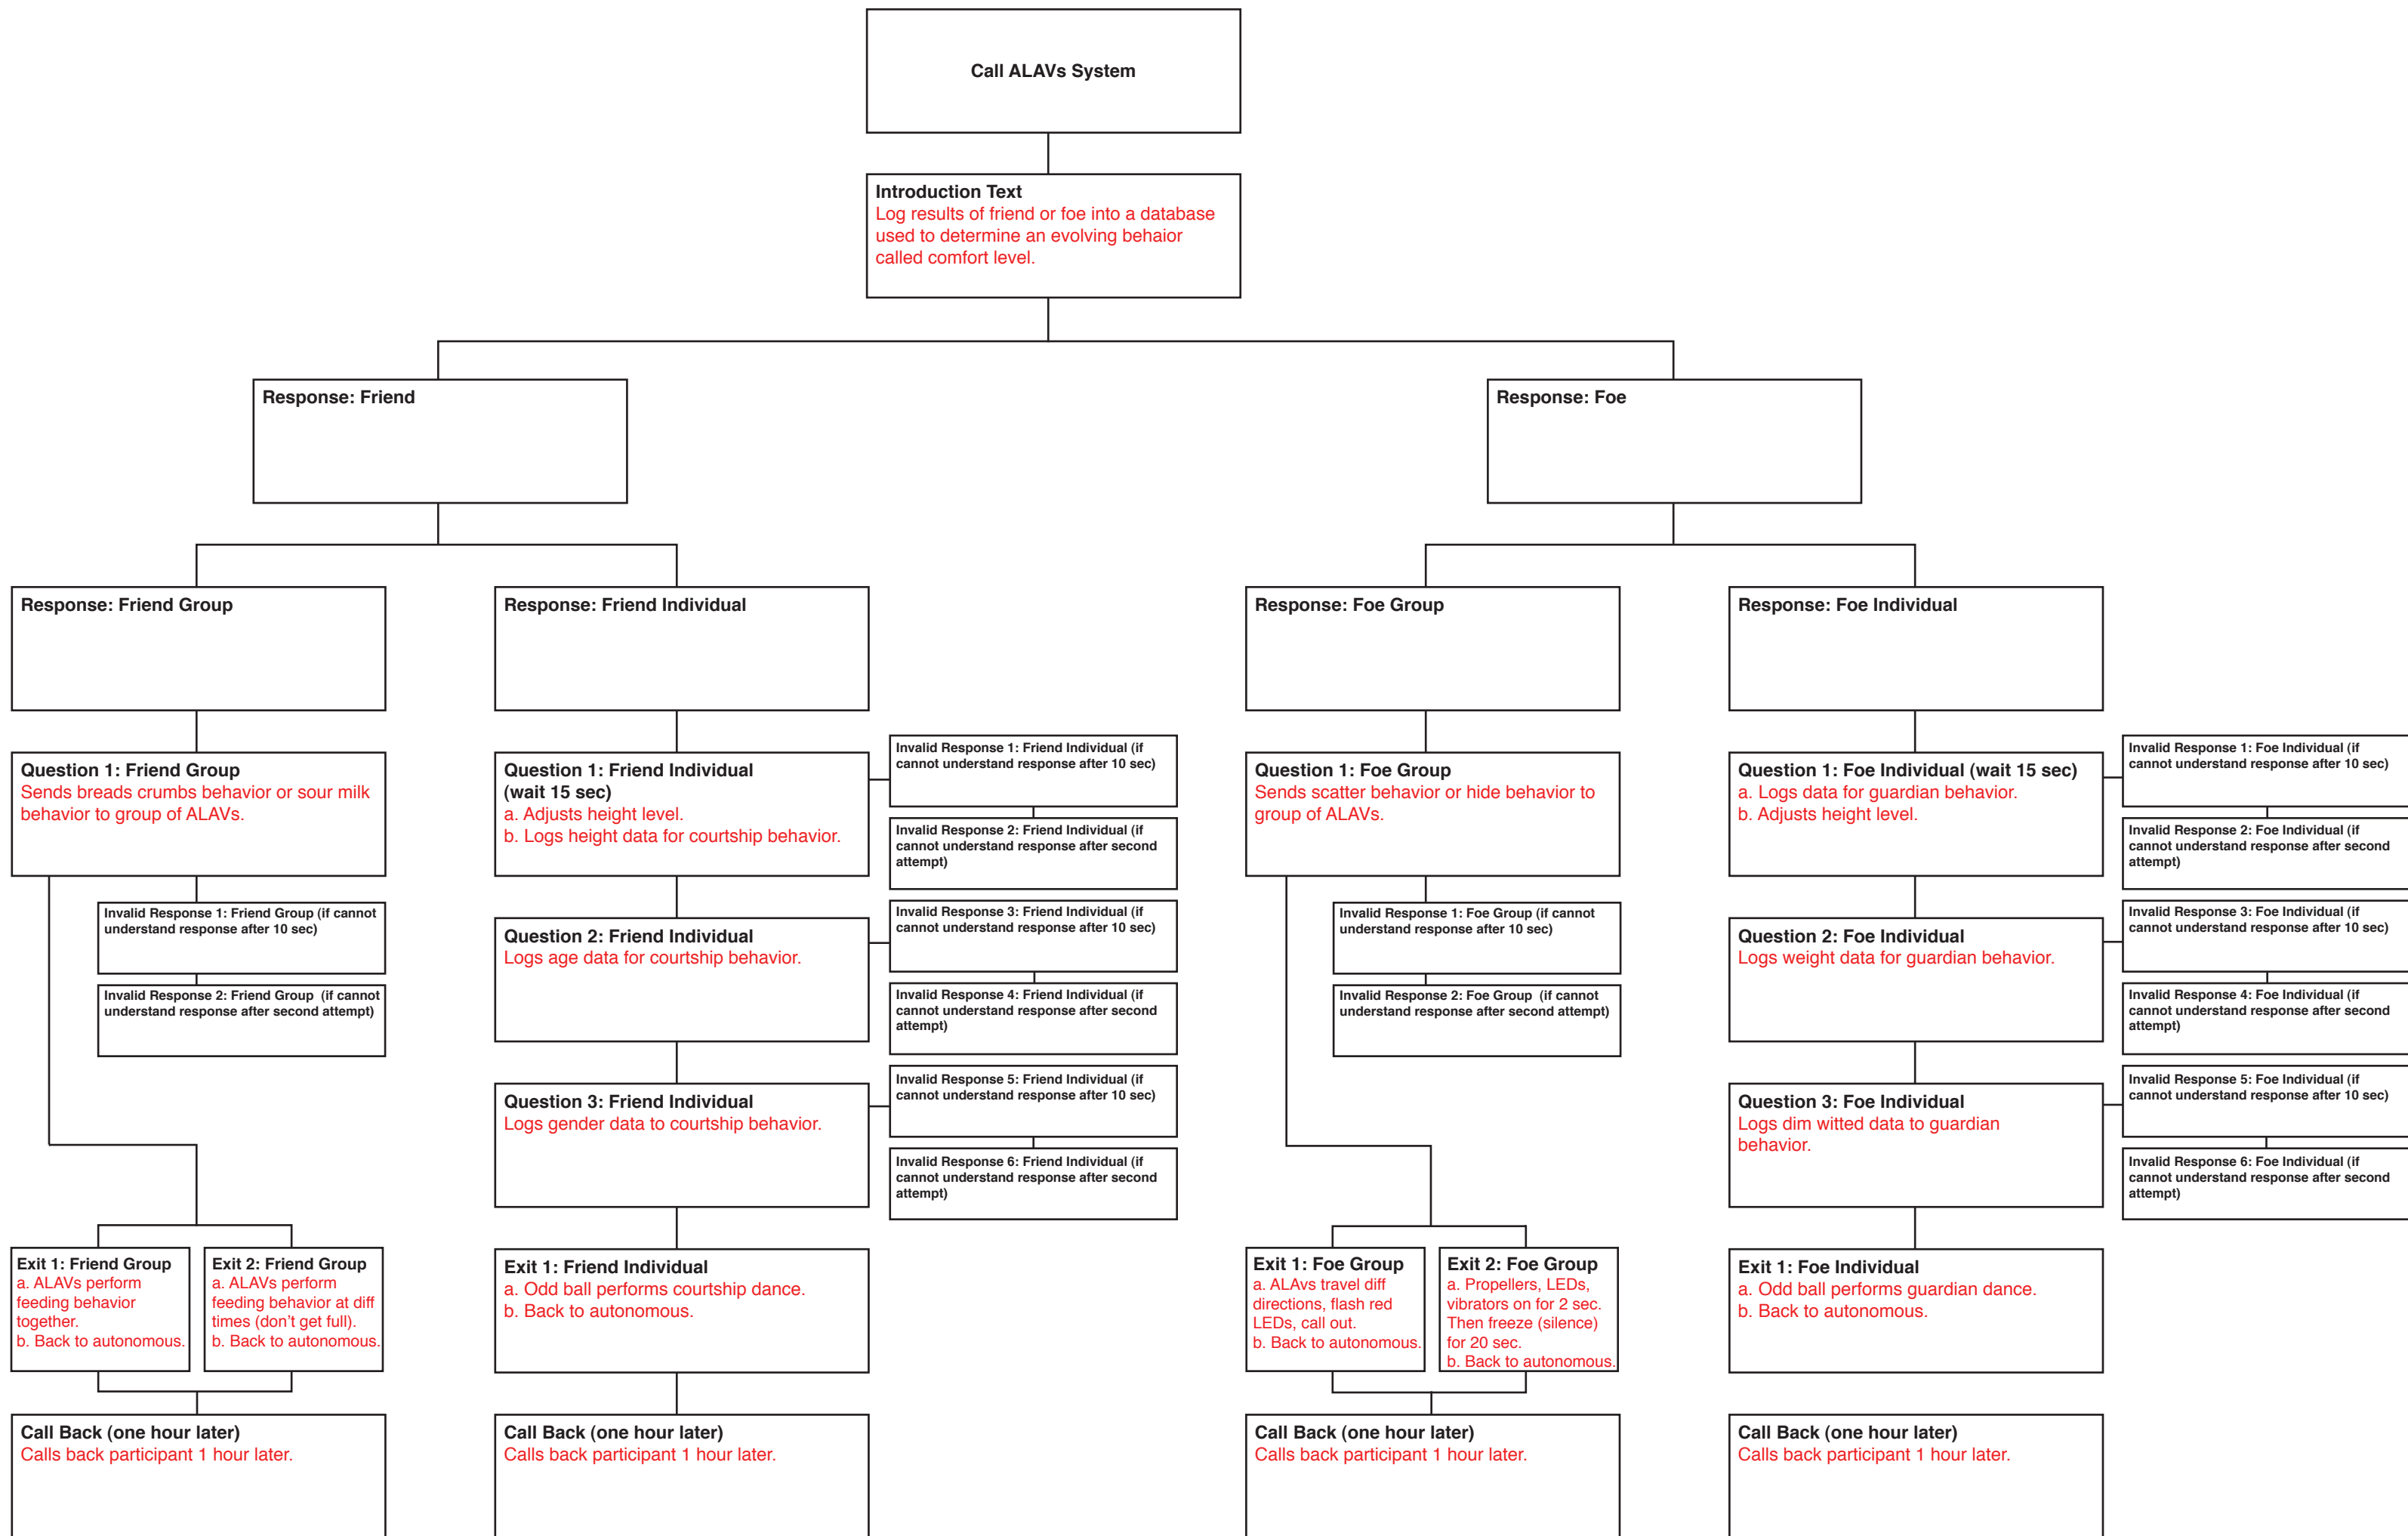 Call ALAVs System
Introduction Text
Log results of friend or foe into a database
used to determine an evolving behaior
called comfort level.
Response: Friend
Response: Foe
Response: Friend Group
Response: Friend Individual
Response: Foe Group
Response: Foe Individual
Question 1: Friend Group
Sends breads crumbs behavior or sour milk
behavior to group of ALAVs.
Invalid Response 1: Friend Group (if cannot
understand response after 10 sec)
Invalid Response 2: Friend Group  (if cannot
understand response after second attempt)
Question 1: Friend Individual
(wait 15 sec)
a. Adjusts height level.
b. Logs height data for courtship behavior.
Invalid Response 1: Friend Individual (if
cannot understand response after 10 sec)
Invalid Response 2: Friend Individual (if
cannot understand response after second
attempt)
Question 2: Friend Individual
Logs age data for courtship behavior.
Invalid Response 3: Friend Individual (if
cannot understand response after 10 sec)
Invalid Response 4: Friend Individual (if
cannot understand response after second
attempt)
Question 3: Friend Individual
Logs gender data to courtship behavior.
Invalid Response 5: Friend Individual (if
cannot understand response after 10 sec)
Invalid Response 6: Friend Individual (if
cannot understand response after second
attempt)
Question 1: Foe Group
Sends scatter behavior or hide behavior to
group of ALAVs.
Invalid Response 1: Foe Group (if cannot
understand response after 10 sec)
Invalid Response 2: Foe Group  (if cannot
understand response after second attempt)
Question 1: Foe Individual (wait 15 sec)
a. Logs data for guardian behavior.
b. Adjusts height level.
Invalid Response 1: Foe Individual (if
cannot understand response after 10 sec)
Invalid Response 2: Foe Individual (if
cannot understand response after second
attempt)
Question 2: Foe Individual
Logs weight data for guardian behavior.
Invalid Response 3: Foe Individual (if
cannot understand response after 10 sec)
Invalid Response 4: Foe Individual (if
cannot understand response after second
attempt)
Question 3: Foe Individual
Logs dim witted data to guardian
behavior.
Invalid Response 5: Foe Individual (if
cannot understand response after 10 sec)
Invalid Response 6: Foe Individual (if
cannot understand response after second
attempt)
Exit 1: Friend Group
a. ALAVs perform
feeding behavior
together.
b. Back to autonomous.
Exit 2: Friend Group
a. ALAVs perform
feeding behavior at diff
times (don't get full).
b. Back to autonomous.
Exit 1: Friend Individual
a. Odd ball performs courtship dance.
b. Back to autonomous.
Exit 1: Foe Group
a. ALAvs travel diff
directions, flash red
LEDs, call out.
b. Back to autonomous.
Exit 2: Foe Group
a. Propellers, LEDs,
vibrators on for 2 sec.
Then freeze (silence)
for 20 sec.
b. Back to autonomous.
Exit 1: Foe Individual
a. Odd ball performs guardian dance.
b. Back to autonomous.
Call Back (one hour later)
Calls back participant 1 hour later.
Call Back (one hour later)
Calls back participant 1 hour later.
Call Back (one hour later)
Calls back participant 1 hour later.
Call Back (one hour later)
Calls back participant 1 hour later.